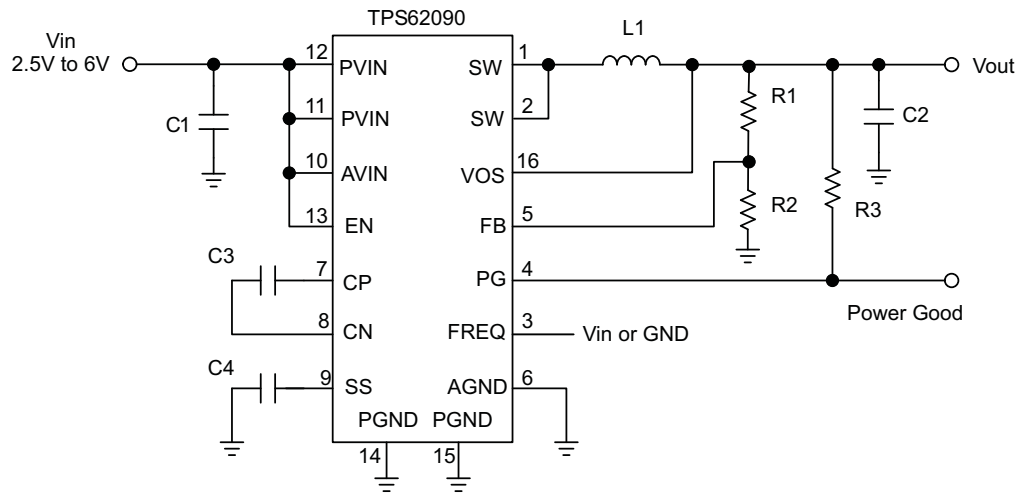 TPS62090
Vin
2.5V to 6V
12
PVIN
11
PVIN
10
AVIN
13
EN
7
CP
8
CN
9
SS
C1
C3
C4
1
SW
2
SW
16
VOS
5
FB
4
PG
3
FREQ
6
AGND
PGND
PGND
14
15
L1
R1
R2
R3
C2
Vout
Power Good
Vin or GND